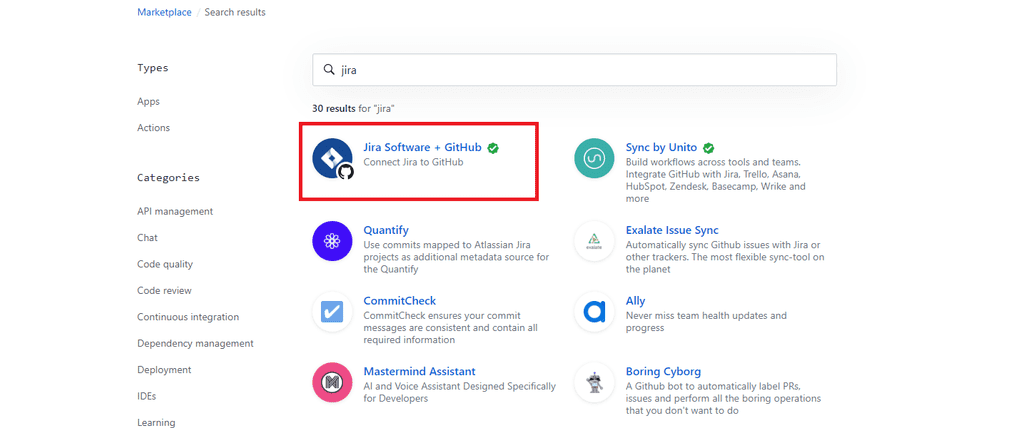 Marketplace / Search results
Types
Apps
Actions
Categories
API management
Chat
Code quality
Code review
Continuous integration
Dependency management
Deployment
IDEs
Learning
jira
30 results for "jira"
Jira Software + GitHub
Connect Jira to GitHub
Sync by Unito
Build workflows across tools and teams.
Integrate GitHub with Jira, Trello, Asana,
HubSpot, Zendesk, Basecamp, Wrike and
more
Quantify
Use commits mapped to Atlassian Jira
projects as additional metadata source for
the Quantify
Exalate Issue Sync
Automatically sync Github issues with Jira or
other trackers. The most flexible sync-tool on
the planet
exalate
CommitCheck
CommitCheck ensures your commit
messages are consistent and contain all
required information
Ally
Never miss team health updates and
progress
Mastermind Assistant
AI and Voice Assistant Designed Specifically
for Developers
Boring Cyborg
A Github bot to automatically label PRs,
issues and perform all the boring operations
that you don't want to do